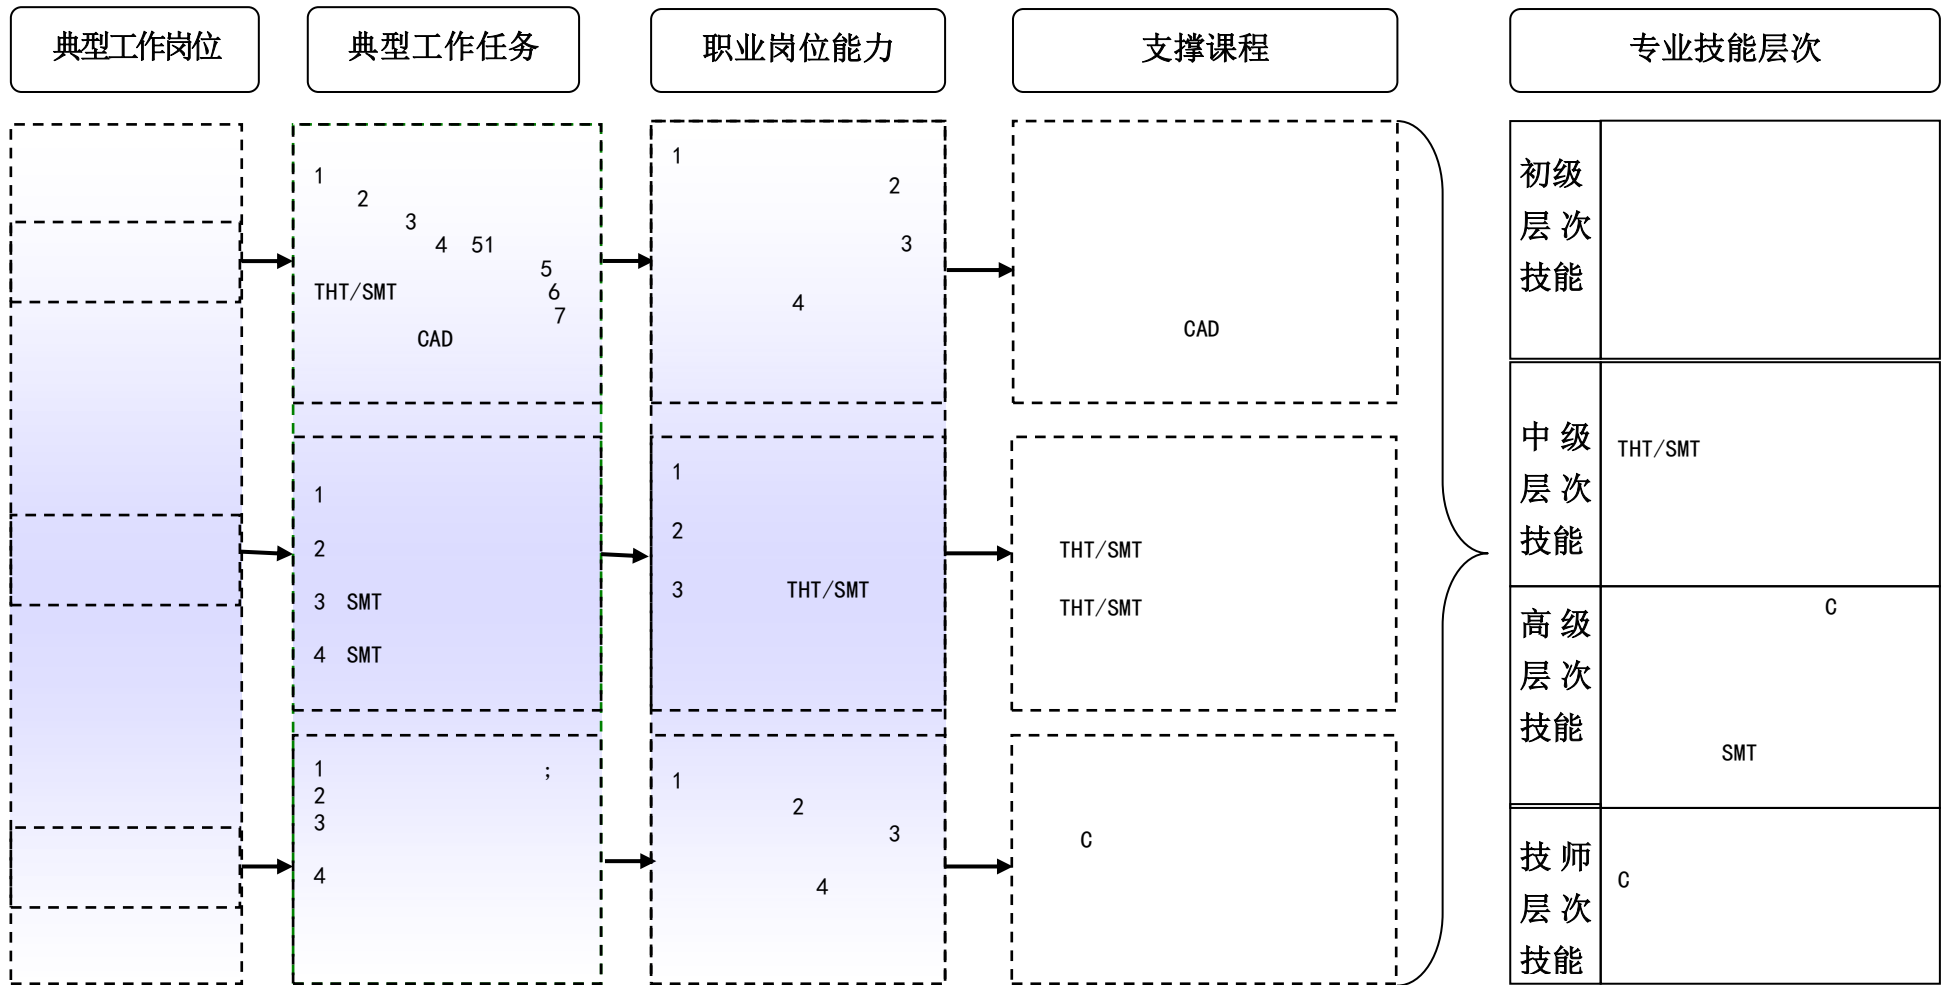 典型工作岗位
典型工作任务
职业岗位能力
支撑课程
专业技能层次
1
2
3
4 51
5
THT/SMT 6
7
CAD
1
2
3
4
CAD
初级
层次
技能
1
2
3 SMT
4 SMT
1
2
3 THT/SMT
THT/SMT
THT/SMT
中级
层次
技能
THT/SMT
高级
层次
技能
C
SMT
1 ;
2
3
4
1
2
3
4
C
技师
层次
技能
C